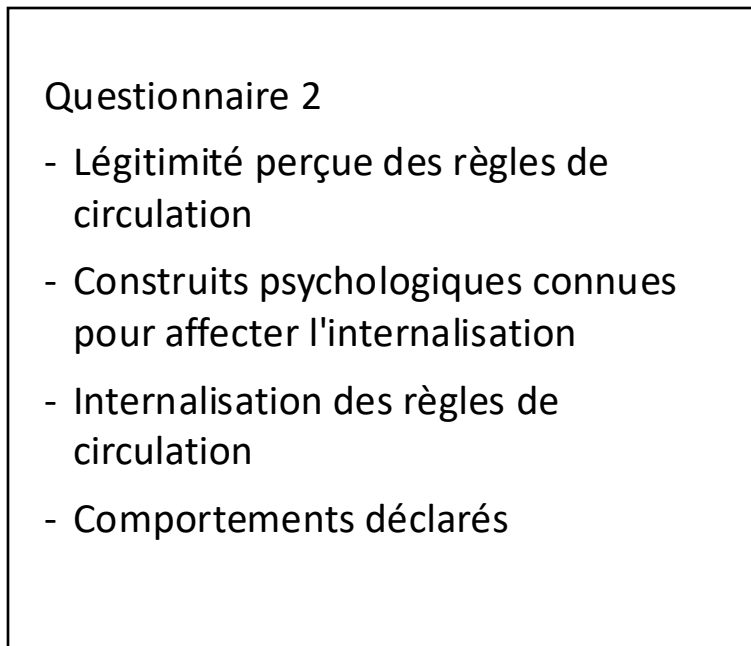 Questionnaire 2
- Légitimité perçue des règles de
circulation
- Construits psychologiques connues
pour affecter l'internalisation
- Internalisation des règles de
circulation
- Comportements déclarés